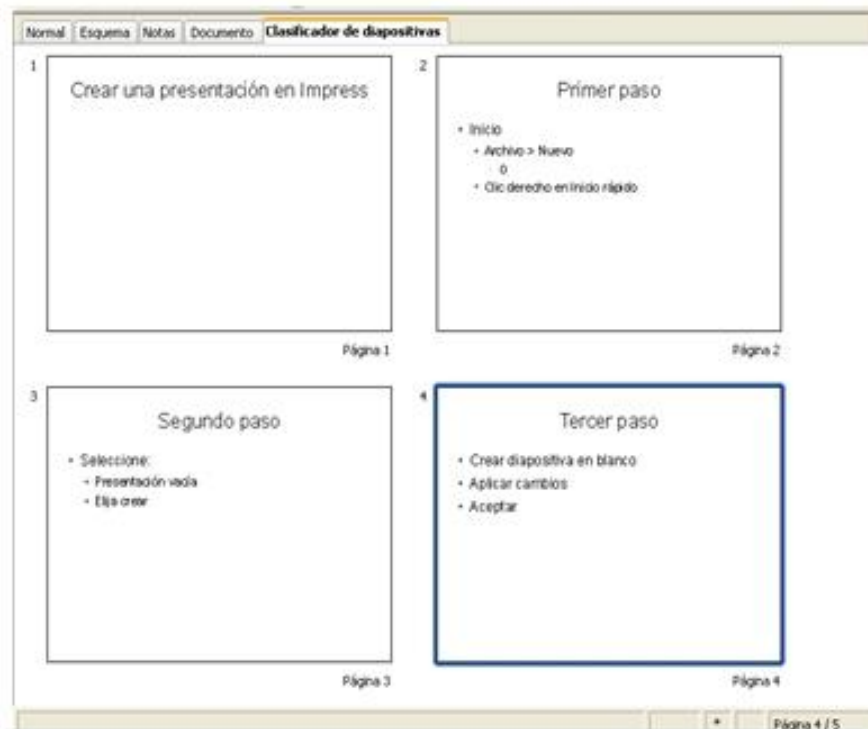 Normal Esquema Notas Documento Clasificador de diapositivas
1
Crear una presentación en Impress
Página 1
2
Primer paso
• Inicio
• Archivo > Nuevo
O
• Clic derecho en Inicio rápido
Página 2
3
Segundo paso
• Seleccione:
• Presentación vacía
• Elija crear
Página 3
4
Tercer paso
• Crear diapositiva en blanco
• Aplicar cambios
• Aceptar
Página 4
* Página 4 / 5